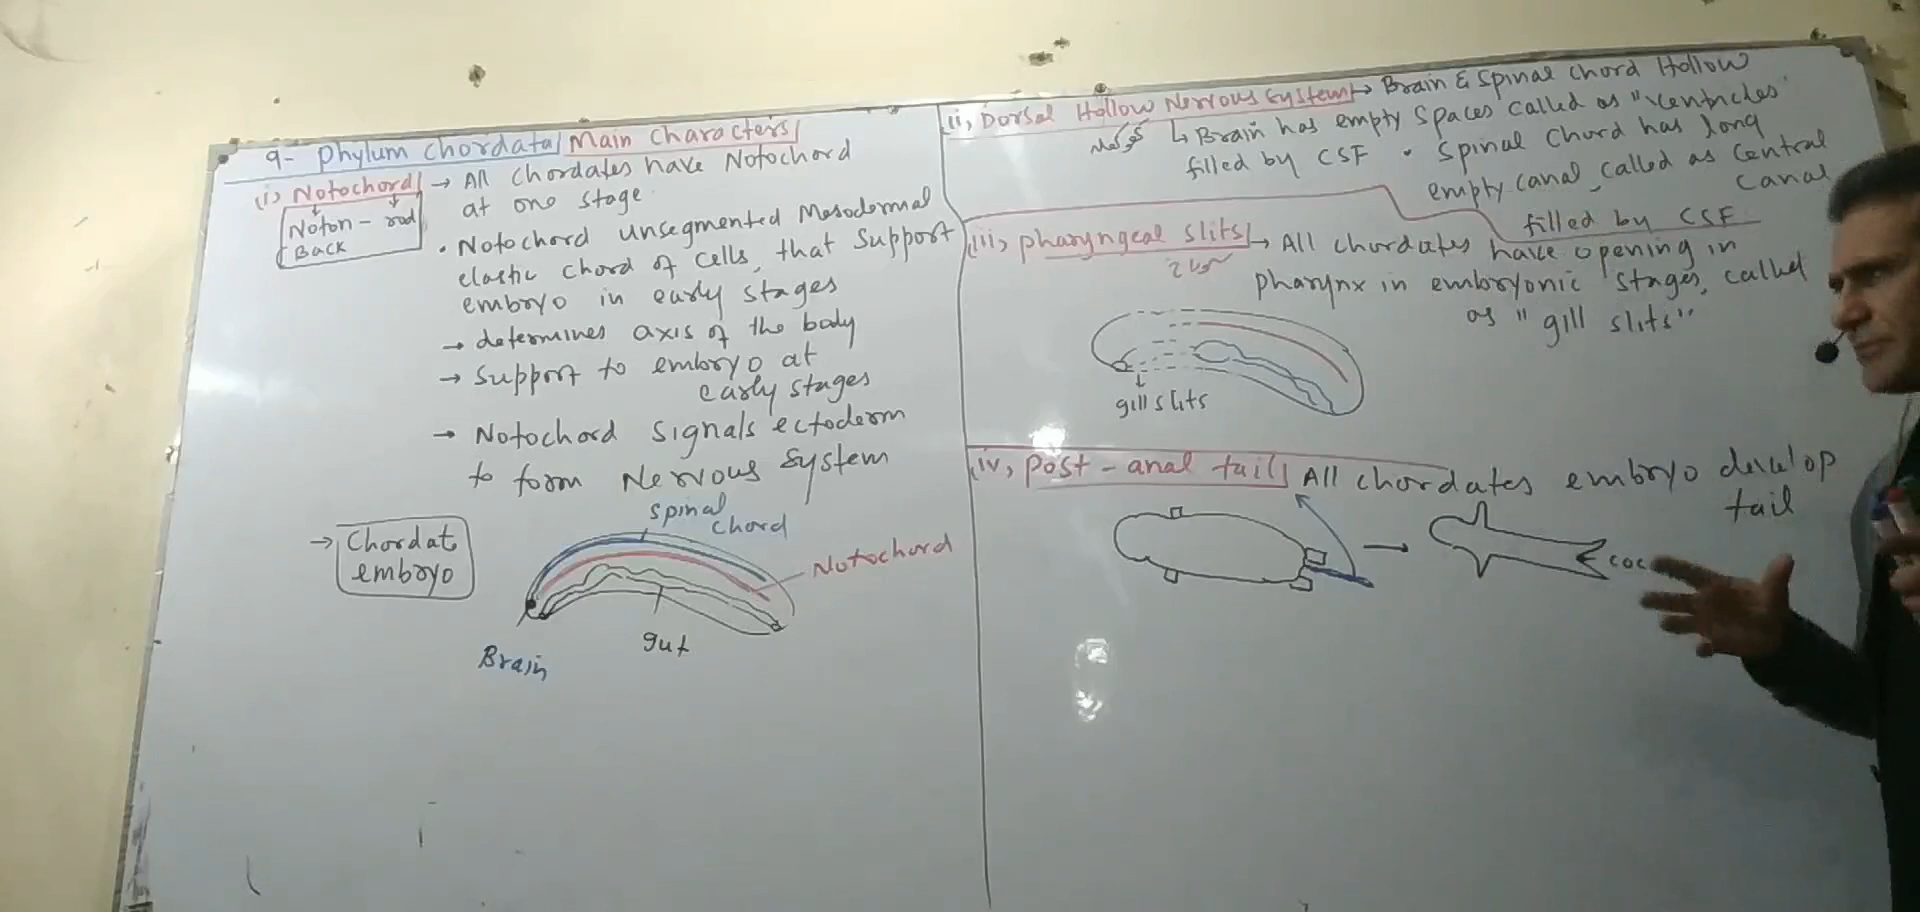 9- Phylum Chordata Main Characters
(i) Notochord → All Chordates have Notochord
at one stage.
Noton - rod
Back
• Notochord unsegmented Mesodermal
elastic chord of cells, that support
embryo in early stages
→ determines axis of the body
→ Support to embryo at
early stages
→ Notochord signals ectoderm
to form Nervous System
→ Chordat
embryo
spinal
chord
Notochord
gut
Brain
ii, Dorsal Hollow Nervous System → Brain & Spinal chord Hollow
↳ Brain has empty spaces called as "ventricles"
filled by CSF • Spinal Chord has long
empty canal, called as Central
Canal
filled by CSF
iii, pharyngeal slits → All chordates have opening in
pharynx in embryonic stages, called
as "gill slits"
gill slits
iv, Post-anal tail All chordates embryo develop
tail
coc